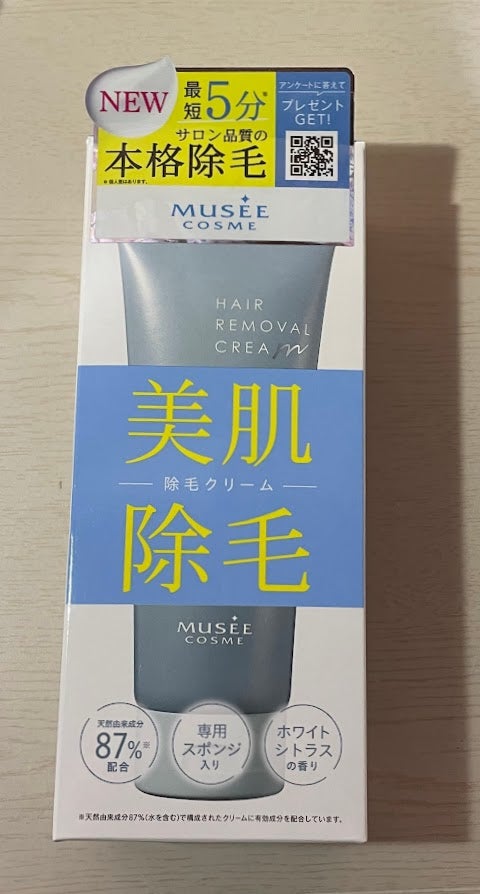 NEW
最短5分※
サロン品質の
本格除毛
※個人差はあります。
アンケートに答えて
プレゼント
GET!
MUSÉE
COSME
HAIR
REMOVAL
CREAm
美肌
除毛クリーム
除毛
MUSÉE
COSME
天然由来成分
87%※
配合
専用
スポンジ
入り
ホワイト
シトラス
の香り
※天然由来成分87%(水を含む)で構成されたクリームに有効成分を配合しています。